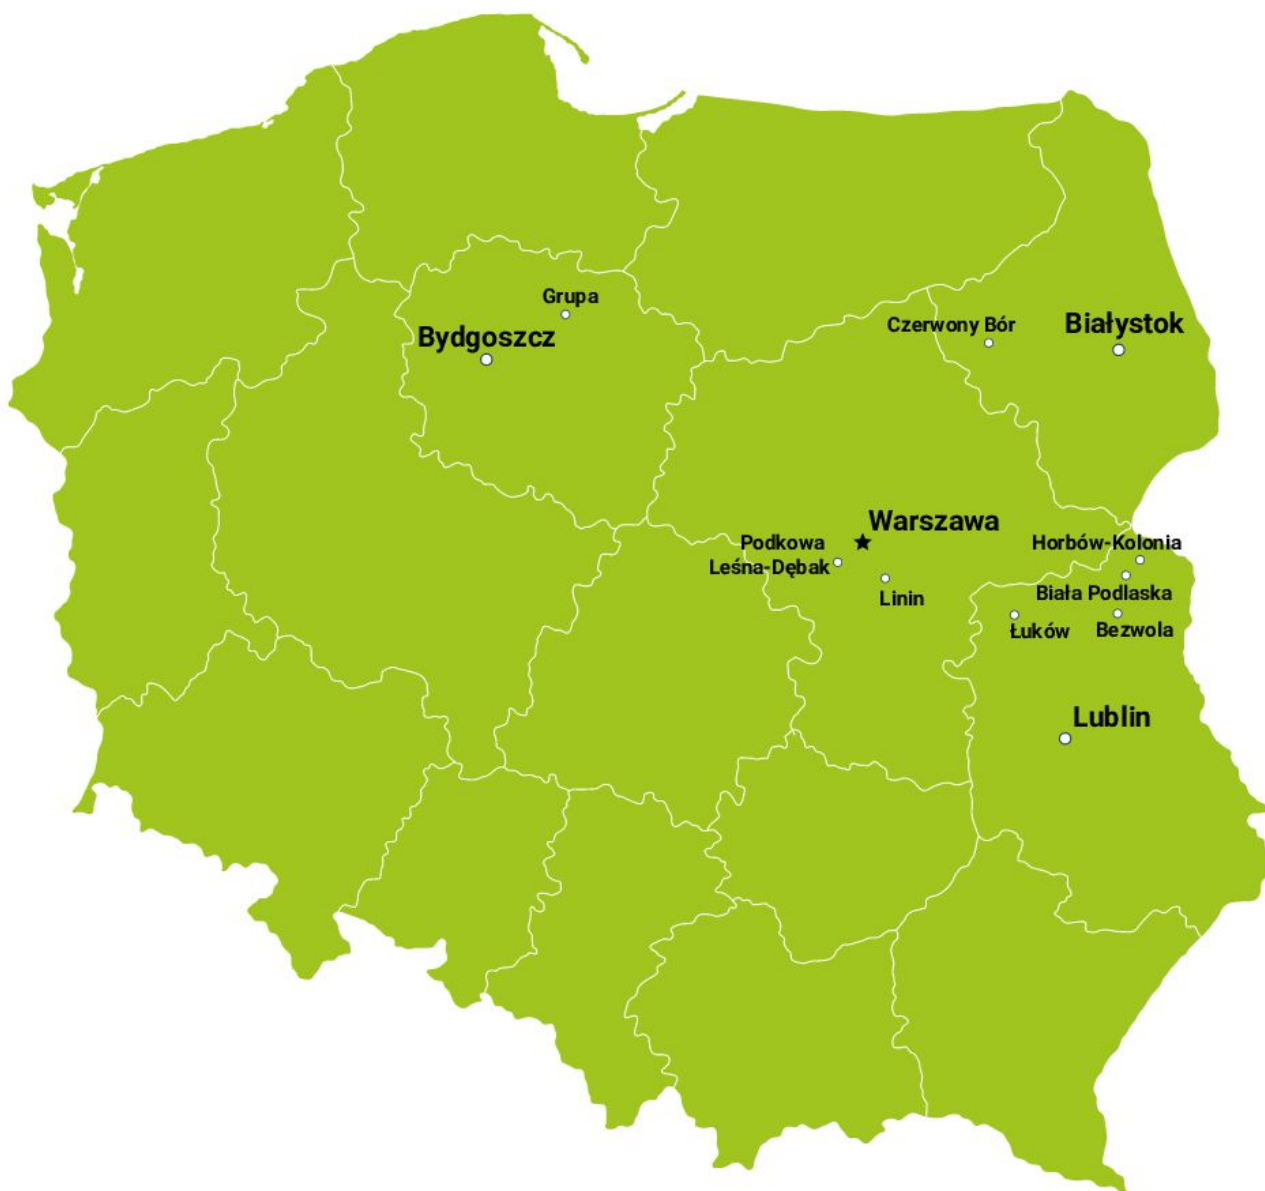 Grupa
Bydgoszcz
Czerwony Bór
Białystok
Warszawa
Podkowa
Leśna-Dębak
Linin
Horbów-Kolonia
Biała Podlaska
Łuków
Bezwola
Lublin